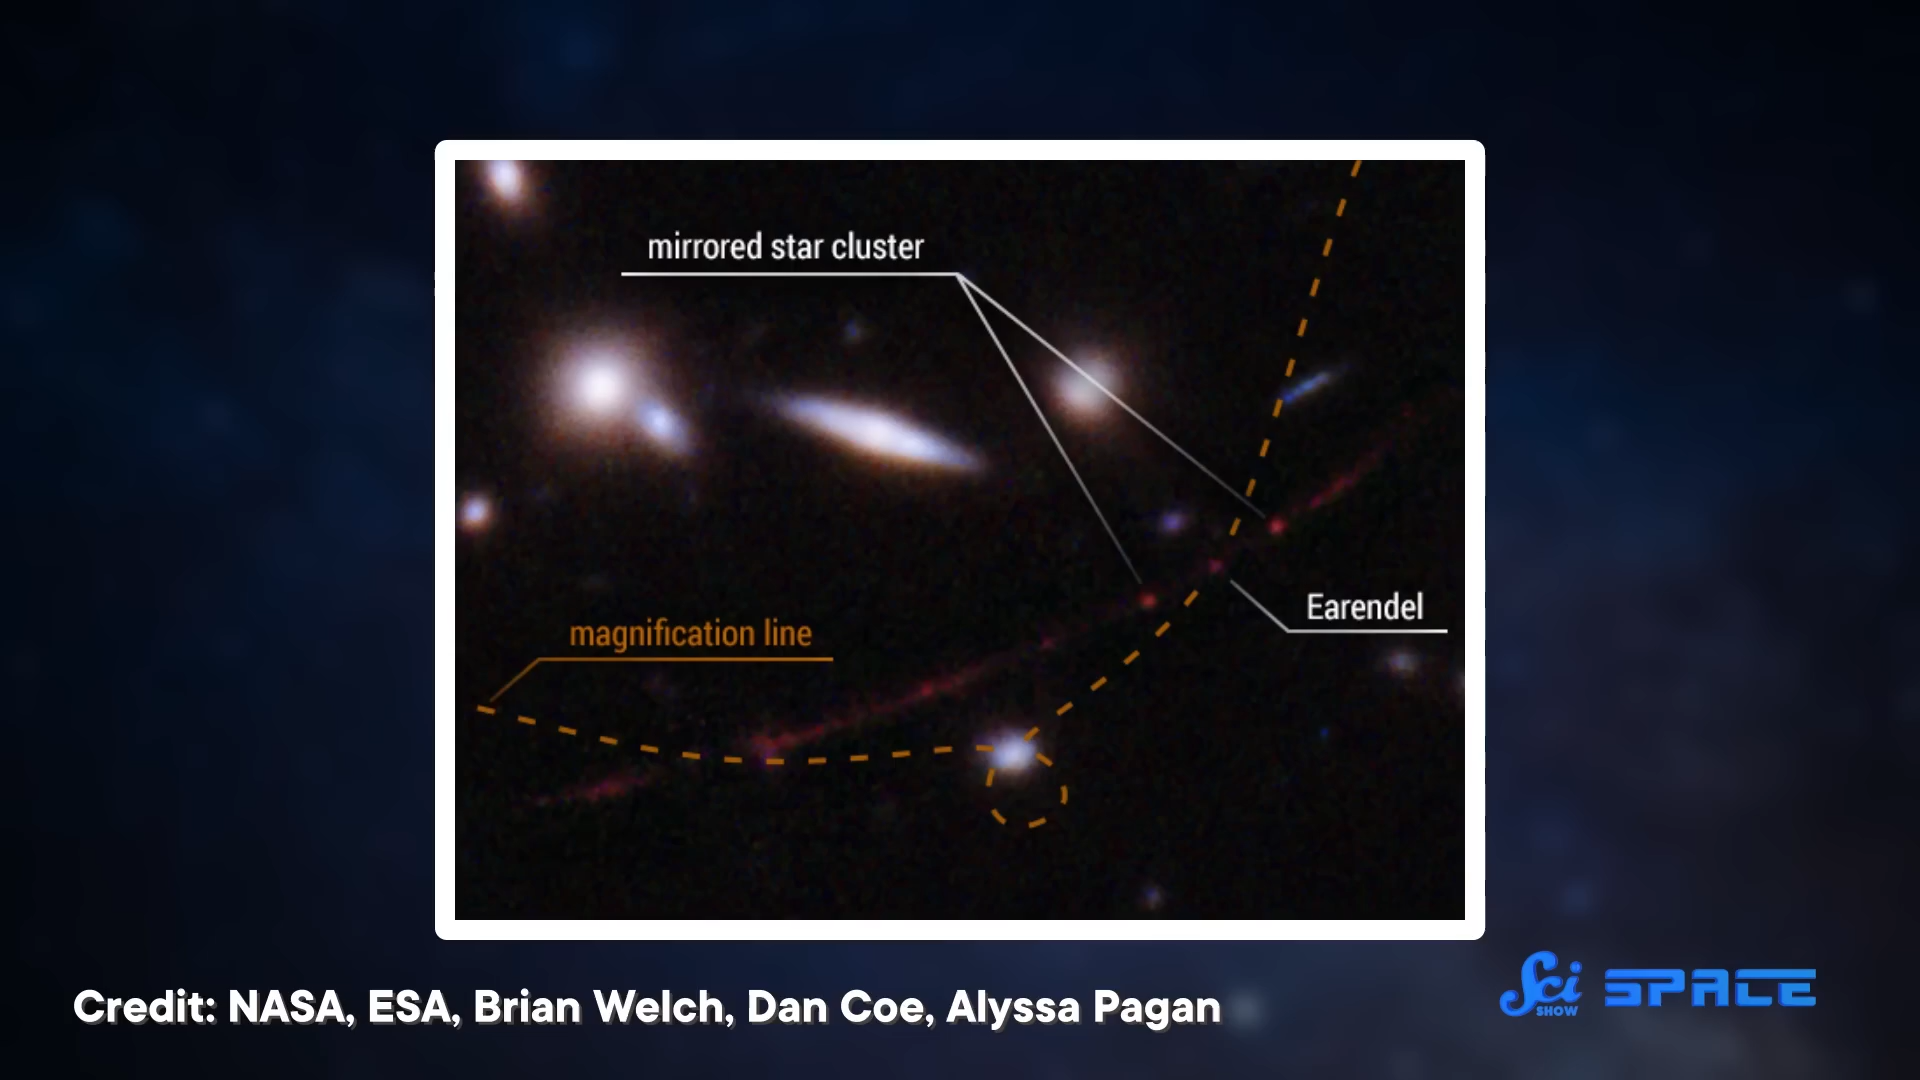 mirrored star cluster
Earendel
magnification line
Credit: NASA, ESA, Brian Welch, Dan Coe, Alyssa Pagan
Sci SHOW SPACE